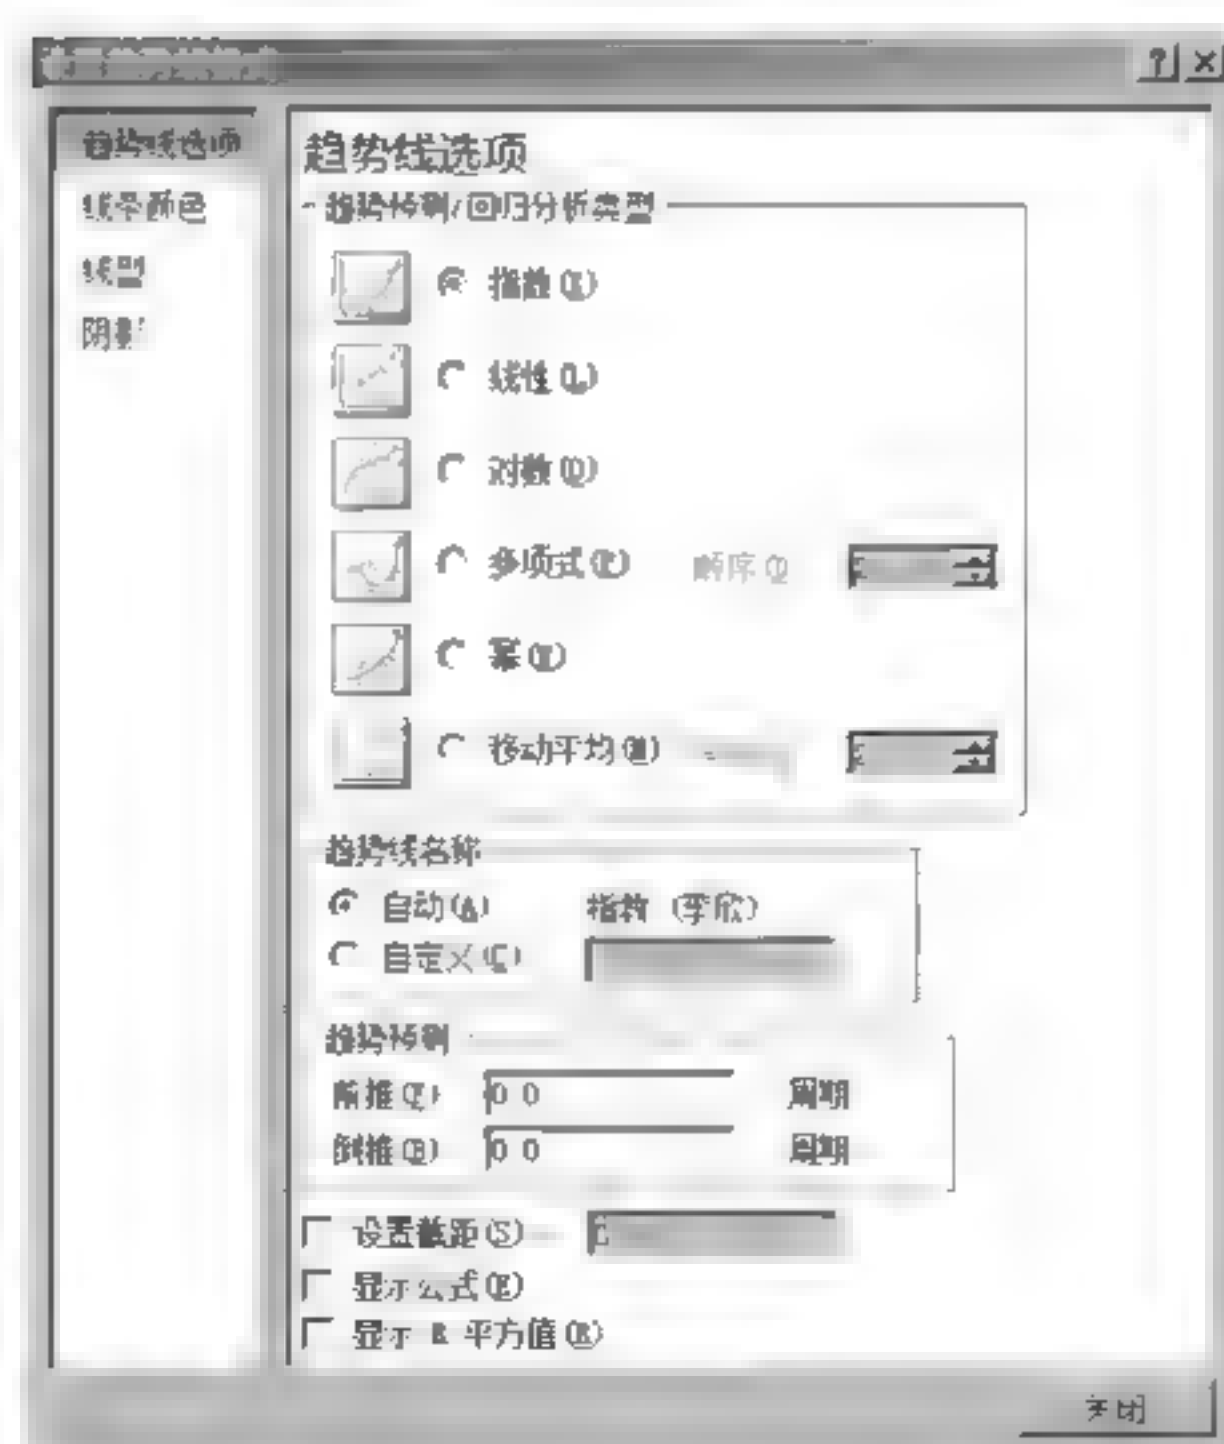 ? ×
趋势线选项
线条颜色
线型
阴影
趋势线选项
趋势预测/回归分析类型
指数(X)
线性(L)
对数(O)
多项式(P) 顺序(D)
幂(W)
移动平均(M)
趋势线名称
自动(A) 指数 (李欣)
自定义(C)
趋势预测
前推(F) 0.0 周期
倒推(B) 0.0 周期
设置截距(S)
显示公式(E)
显示 R 平方值(R)
关闭